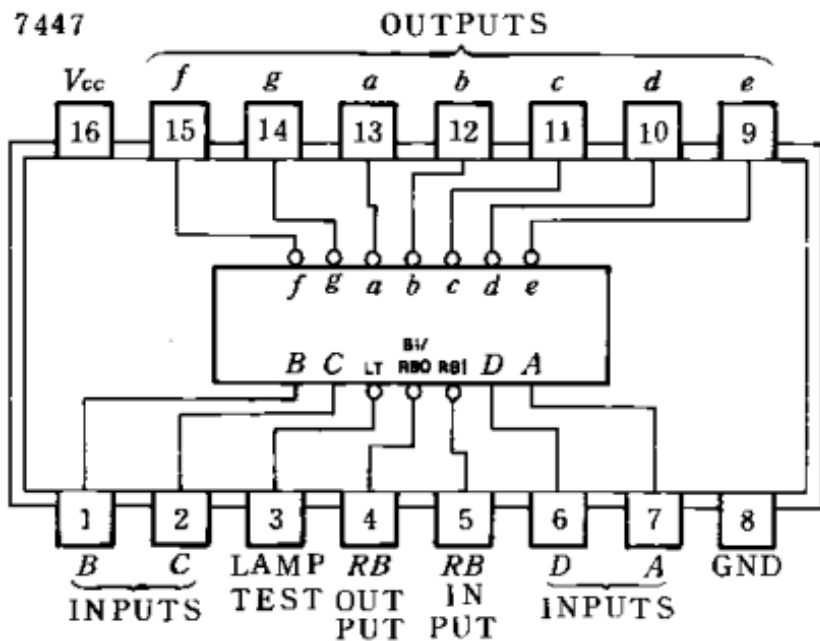 7447 OUTPUTS
Vcc f g a b c d e
16 15 14 13 12 11 10 9
f g a b c d e
BI/
B C LT RBO RBI D A
1 2 3 4 5 6 7 8
B C LAMP RB RB D A GND
INPUTS TEST OUT IN INPUTS
PUT PUT